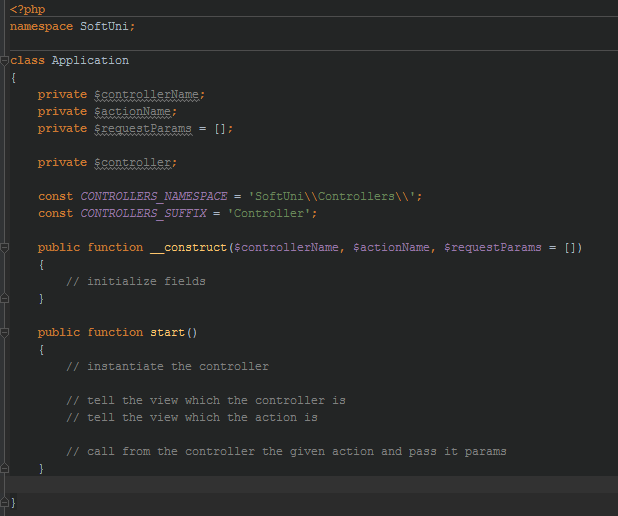 <?php
namespace SoftUni;
class Application
{
private $controllerName;
private $actionName;
private $requestParams = [];
private $controller;
const CONTROLLERS_NAMESPACE = 'SoftUni\\Controllers\\';
const CONTROLLERS_SUFFIX = 'Controller';
public function __construct($controllerName, $actionName, $requestParams = [])
{
// initialize fields
}
public function start()
{
// instantiate the controller
// tell the view which the controller is
// tell the view which the action is
// call from the controller the given action and pass it params
}
}